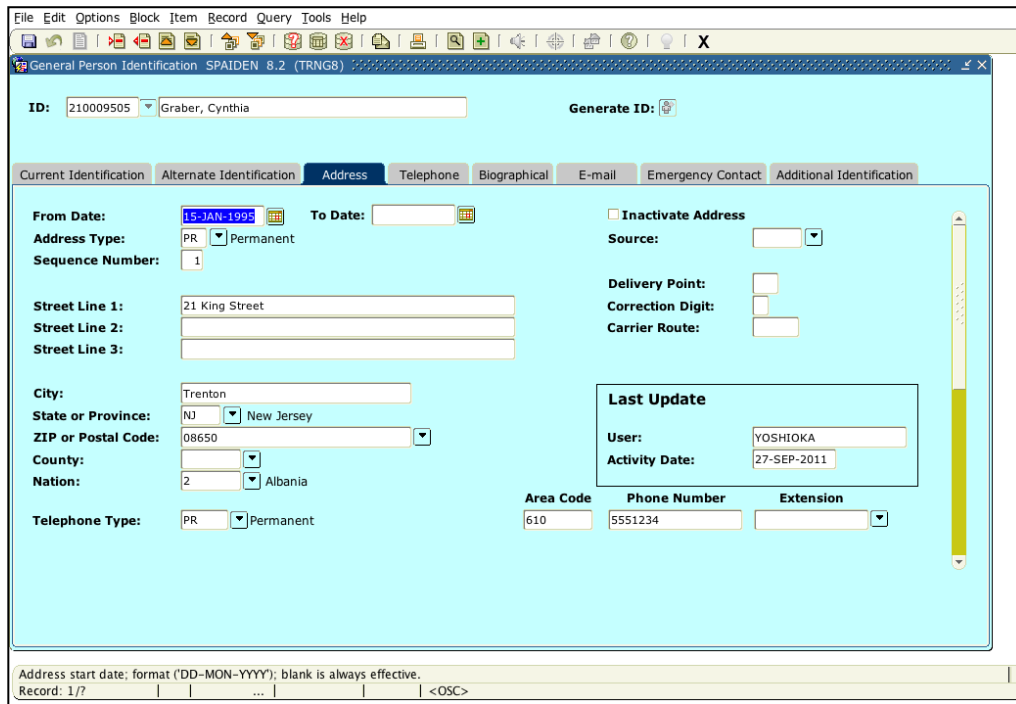 File Edit Options Block Item Record Query Tools Help
X
General Person Identification SPAIDEN 8.2 (TRNG8)
ID: 210009505 Graber, Cynthia Generate ID:
Current Identification Alternate Identification Address Telephone Biographical E-mail Emergency Contact Additional Identification
From Date: 15-JAN-1995 To Date: Inactivate Address
Address Type: PR Permanent Source:
Sequence Number: 1
Delivery Point:
Street Line 1: 21 King Street Correction Digit:
Street Line 2: Carrier Route:
Street Line 3:
City: Trenton Last Update
State or Province: NJ New Jersey
ZIP or Postal Code: 08650 User: YOSHIOKA
County: Activity Date: 27-SEP-2011
Nation: 2 Albania
Area Code Phone Number Extension
Telephone Type: PR Permanent 610 5551234
Address start date; format ('DD-MON-YYYY'); blank is always effective.
Record: 1/? ... <OSC>